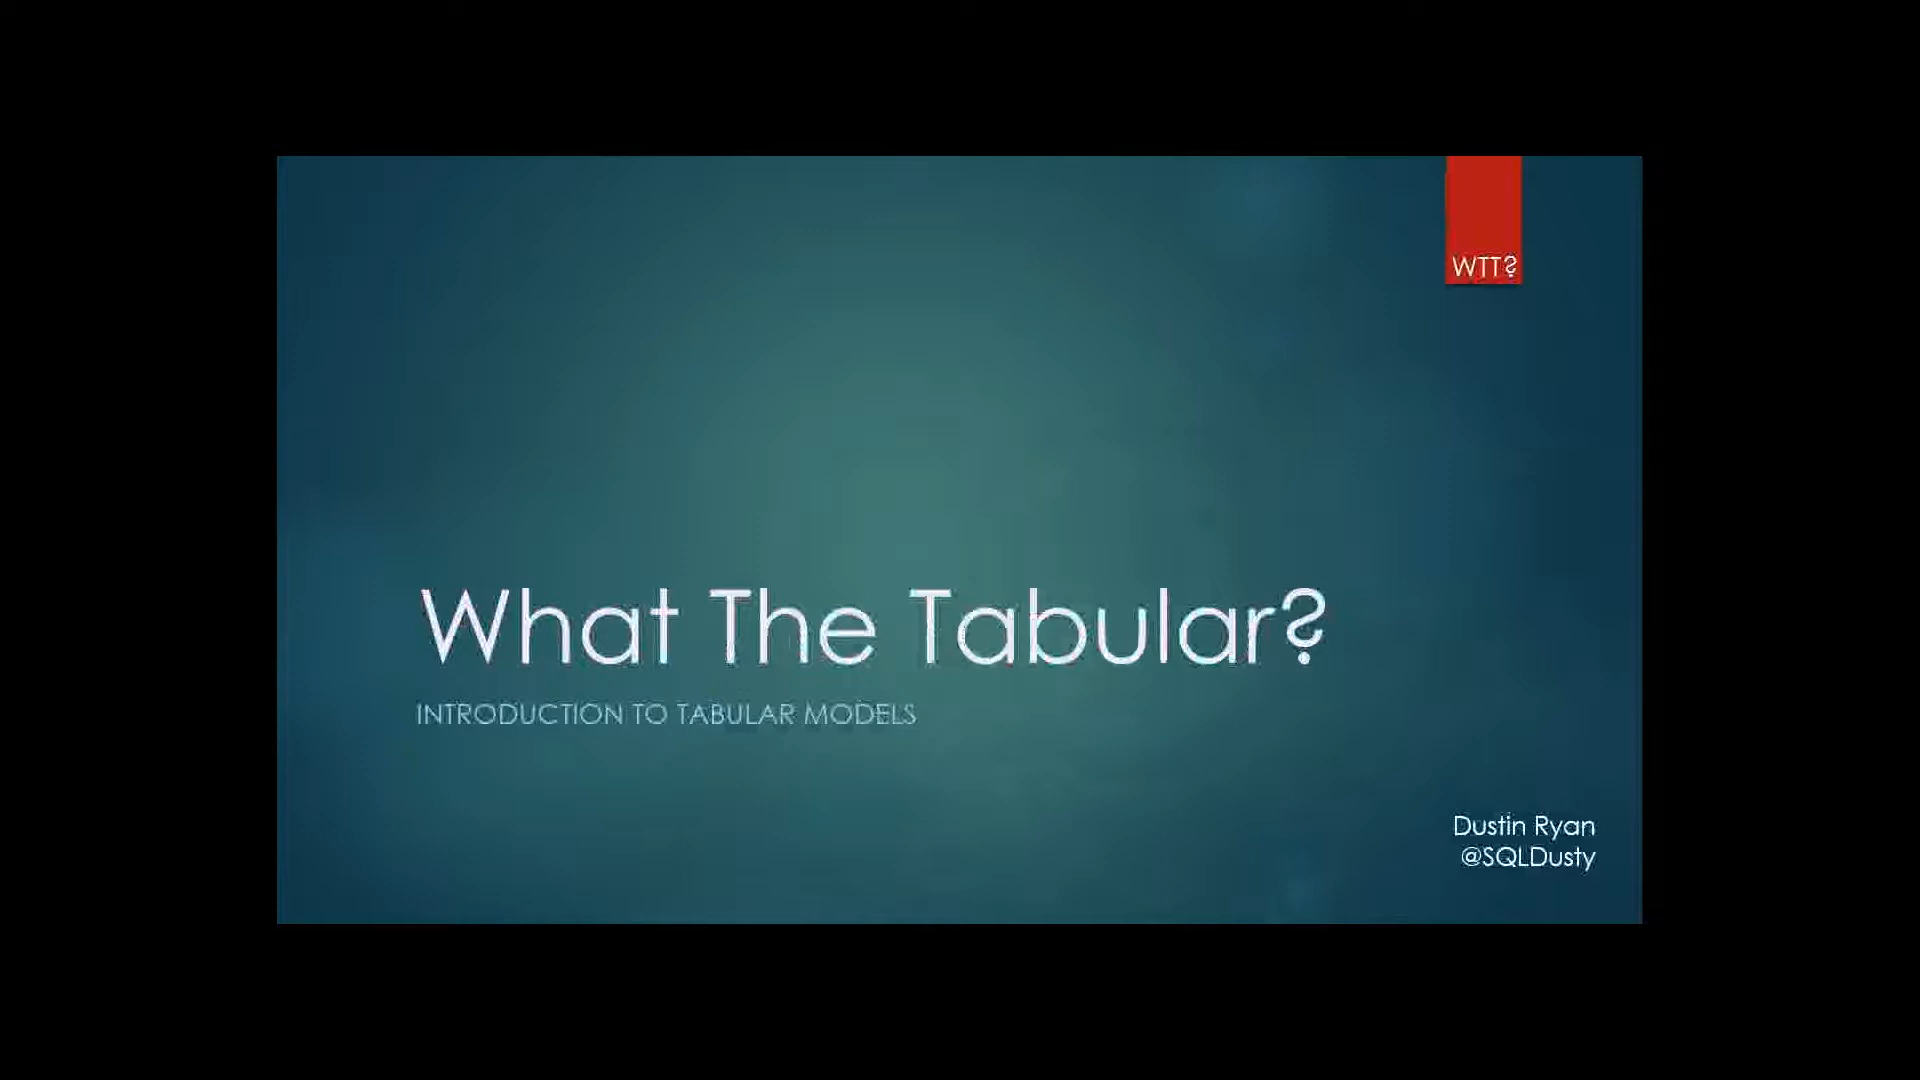 WTT?
What The Tabular?
INTRODUCTION TO TABULAR MODELS
Dustin Ryan
@SQLDusty